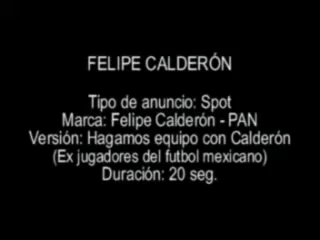 FELIPE CALDERÓN
Tipo de anuncio: Spot
Marca: Felipe Calderón - PAN
Versión: Hagamos equipo con Calderón
(Ex jugadores del futbol mexicano)
Duración: 20 seg.